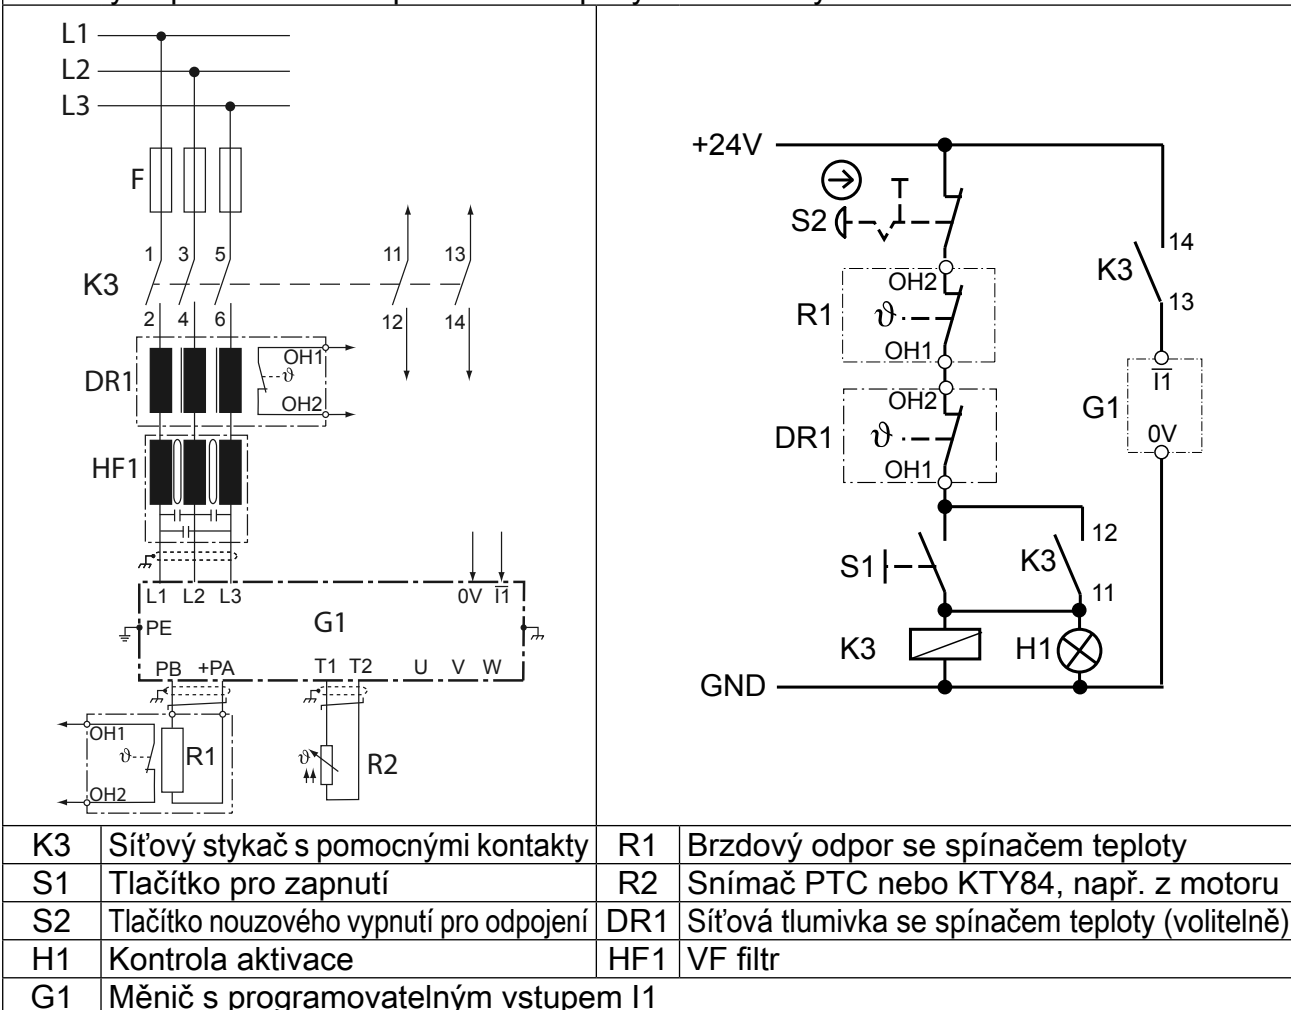 L1
L2
L3
F
1 3 5
11 13
K3
2 4 6
12 14
DR1
OH1
ϑ
OH2
HF1
L1 L2 L3
0V I1
PE
G1
PB +PA
T1 T2
U V W
OH1
ϑ
R1
OH2
ϑ
R2
+24V
S2
OH2
R1
ϑ
OH1
OH2
DR1
ϑ
OH1
14
K3
13
I1
G1
0V
12
S1
K3
11
K3
H1
GND
K3 Síťový stykač s pomocnými kontakty R1 Brzdový odpor se spínačem teploty
S1 Tlačítko pro zapnutí R2 Snímač PTC nebo KTY84, např. z motoru
S2 Tlačítko nouzového vypnutí pro odpojení DR1 Síťová tlumivka se spínačem teploty (volitelně)
H1 Kontrola aktivace HF1 VF filtr
G1 Měnič s programovatelným vstupem I1